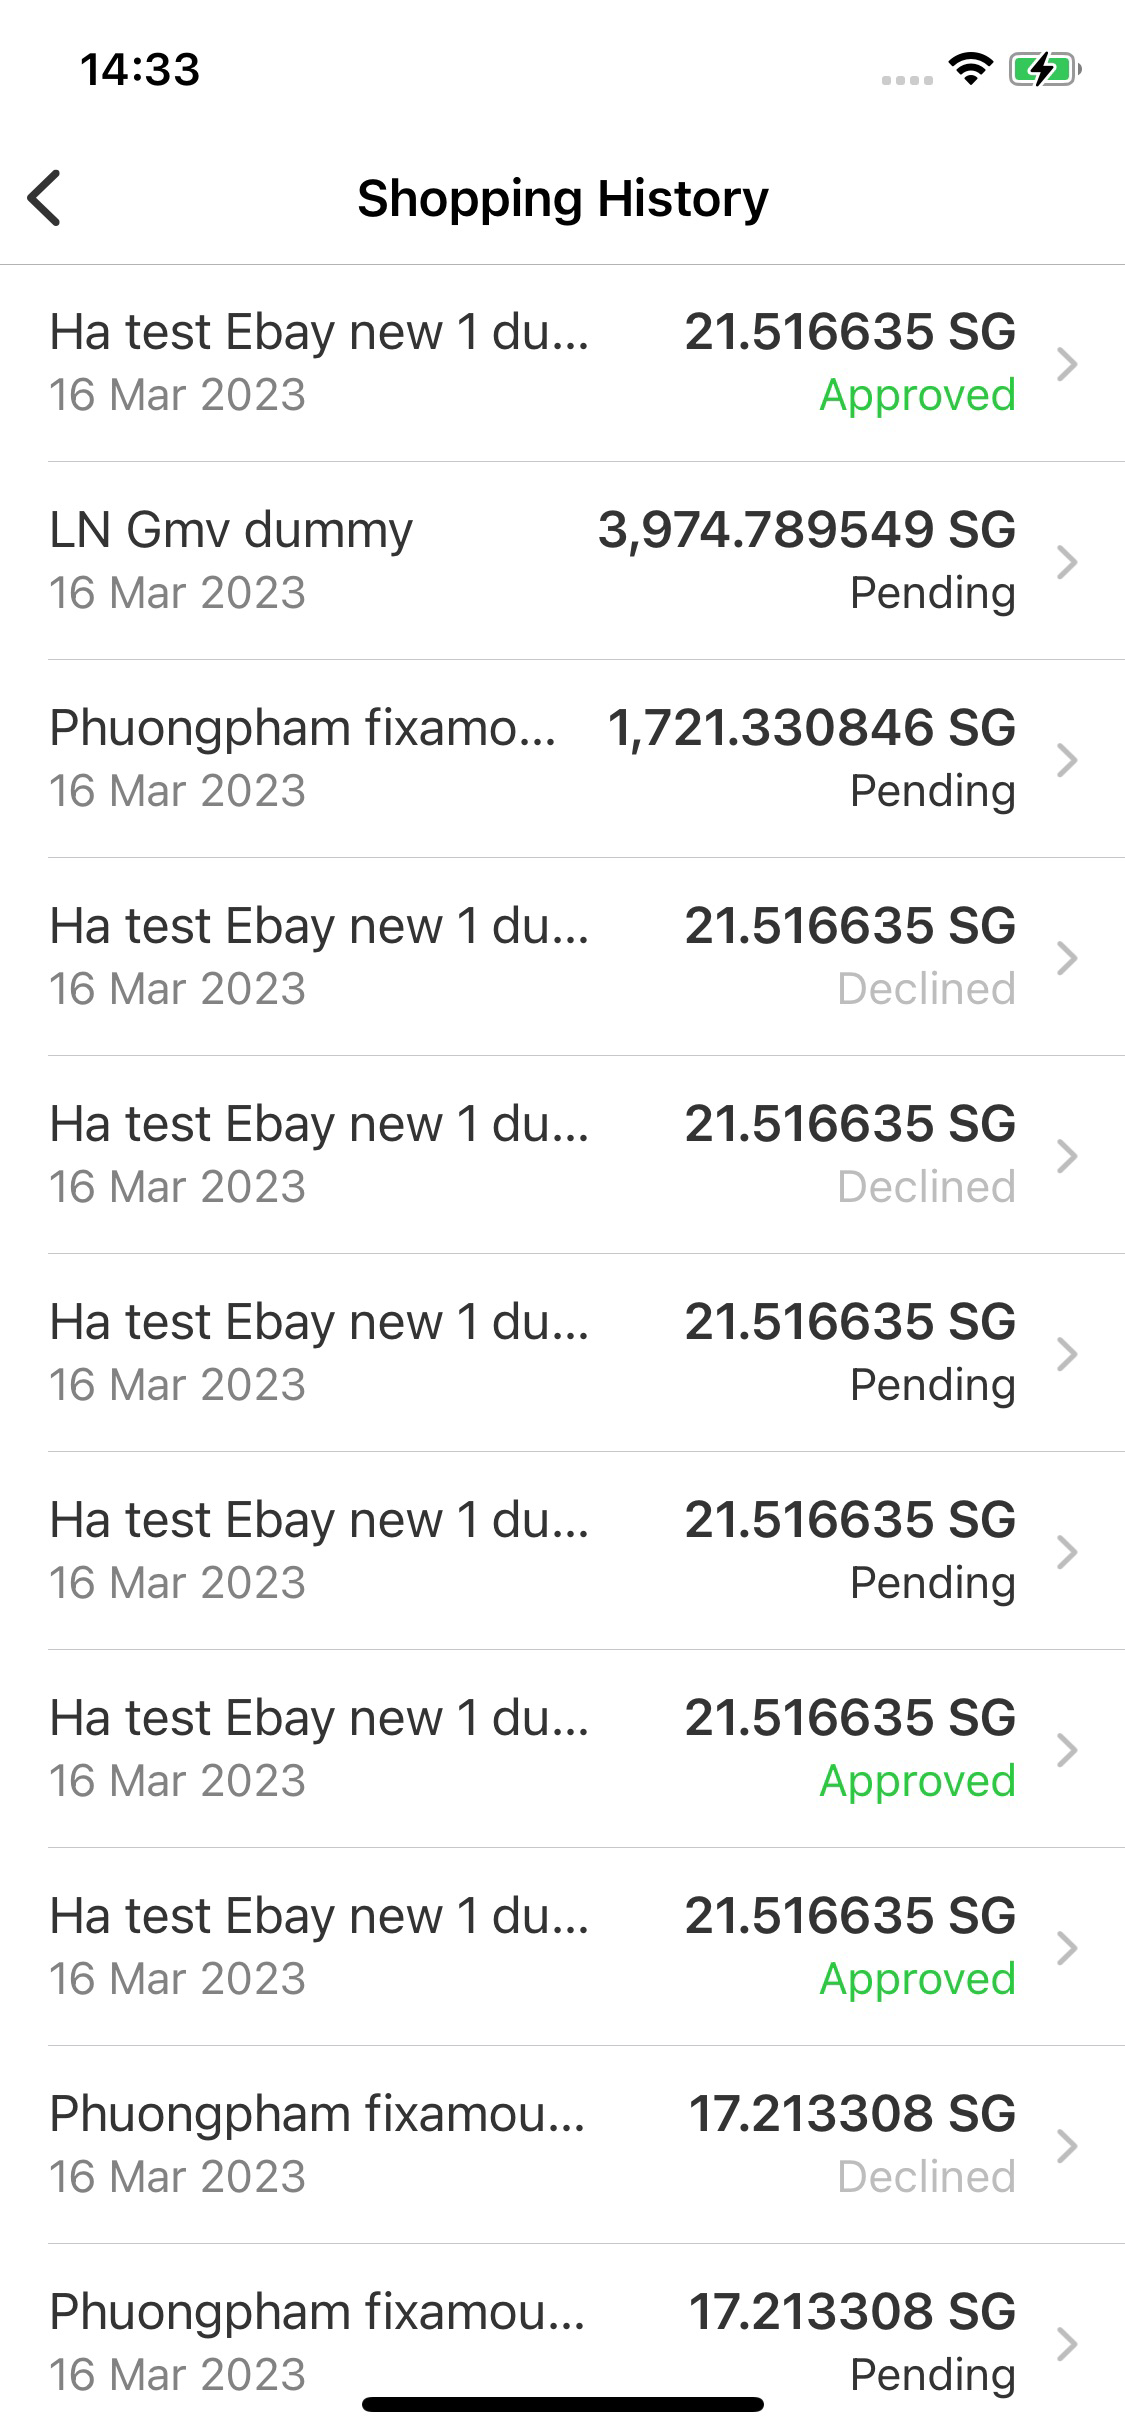 14:33
Shopping History
Ha test Ebay new 1 du... 21.516635 SG
16 Mar 2023 Approved
LN Gmv dummy 3,974.789549 SG
16 Mar 2023 Pending
Phuongpham fixamo... 1,721.330846 SG
16 Mar 2023 Pending
Ha test Ebay new 1 du... 21.516635 SG
16 Mar 2023 Declined
Ha test Ebay new 1 du... 21.516635 SG
16 Mar 2023 Declined
Ha test Ebay new 1 du... 21.516635 SG
16 Mar 2023 Pending
Ha test Ebay new 1 du... 21.516635 SG
16 Mar 2023 Pending
Ha test Ebay new 1 du... 21.516635 SG
16 Mar 2023 Approved
Ha test Ebay new 1 du... 21.516635 SG
16 Mar 2023 Approved
Phuongpham fixamou... 17.213308 SG
16 Mar 2023 Declined
Phuongpham fixamou... 17.213308 SG
16 Mar 2023 Pending